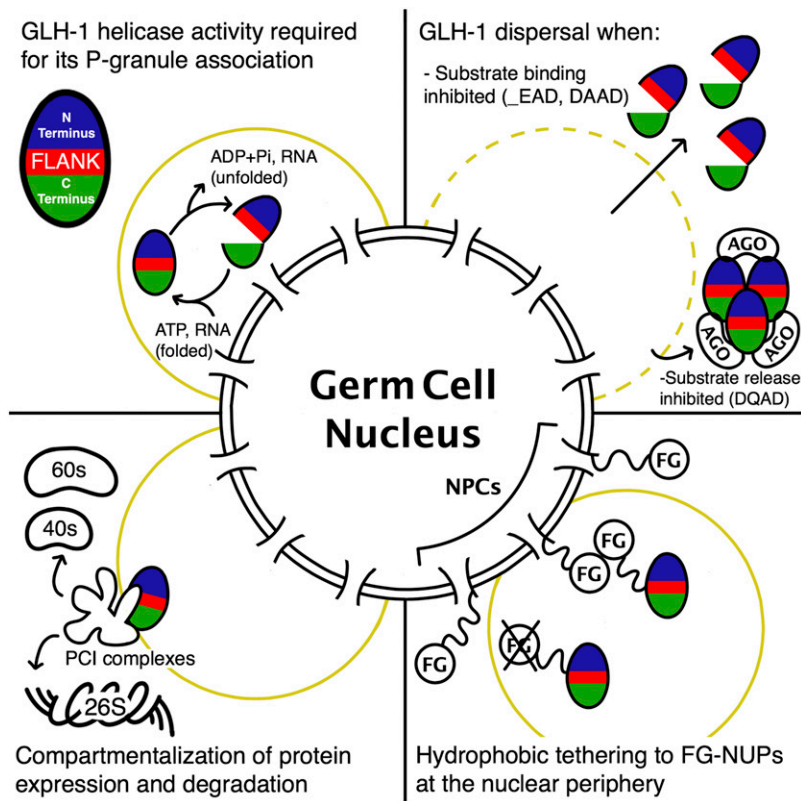 GLH-1 helicase activity required
for its P-granule association
N
Terminus
FLANK
C
Terminus
ADP+Pi, RNA
(unfolded)
ATP, RNA
(folded)
GLH-1 dispersal when:
- Substrate binding
inhibited (_EAD, DAAD)
AGO
AGO
AGO
-Substrate release
inhibited (DQAD)
Germ Cell
Nucleus
NPCs
60s
40s
PCI complexes
26S
Compartmentalization of protein
expression and degradation
FG
FG
FG
FG
FG
Hydrophobic tethering to FG-NUPs
at the nuclear periphery